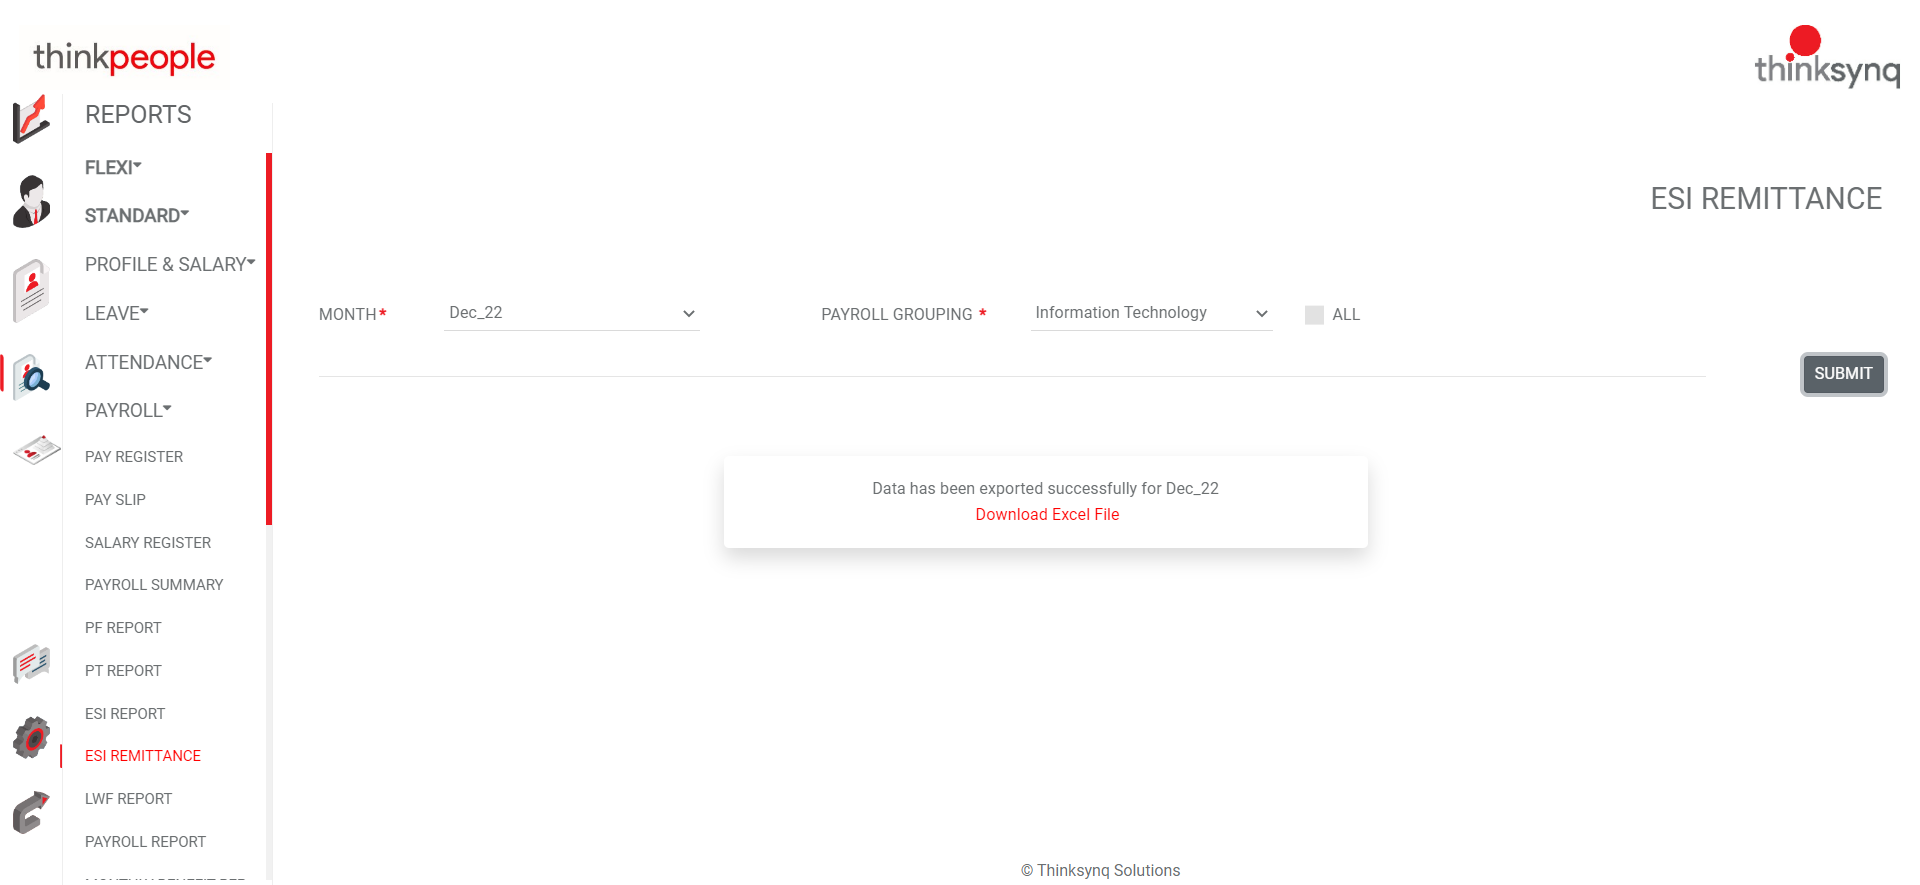 thinkpeople
thinksynq
REPORTS
FLEXI
STANDARD
PROFILE & SALARY
LEAVE
ATTENDANCE
PAYROLL
PAY REGISTER
PAY SLIP
SALARY REGISTER
PAYROLL SUMMARY
PF REPORT
PT REPORT
ESI REPORT
ESI REMITTANCE
LWF REPORT
PAYROLL REPORT
ESI REMITTANCE
MONTH* Dec_22 PAYROLL GROUPING * Information Technology ALL
SUBMIT
Data has been exported successfully for Dec_22
Download Excel File
© Thinksynq Solutions